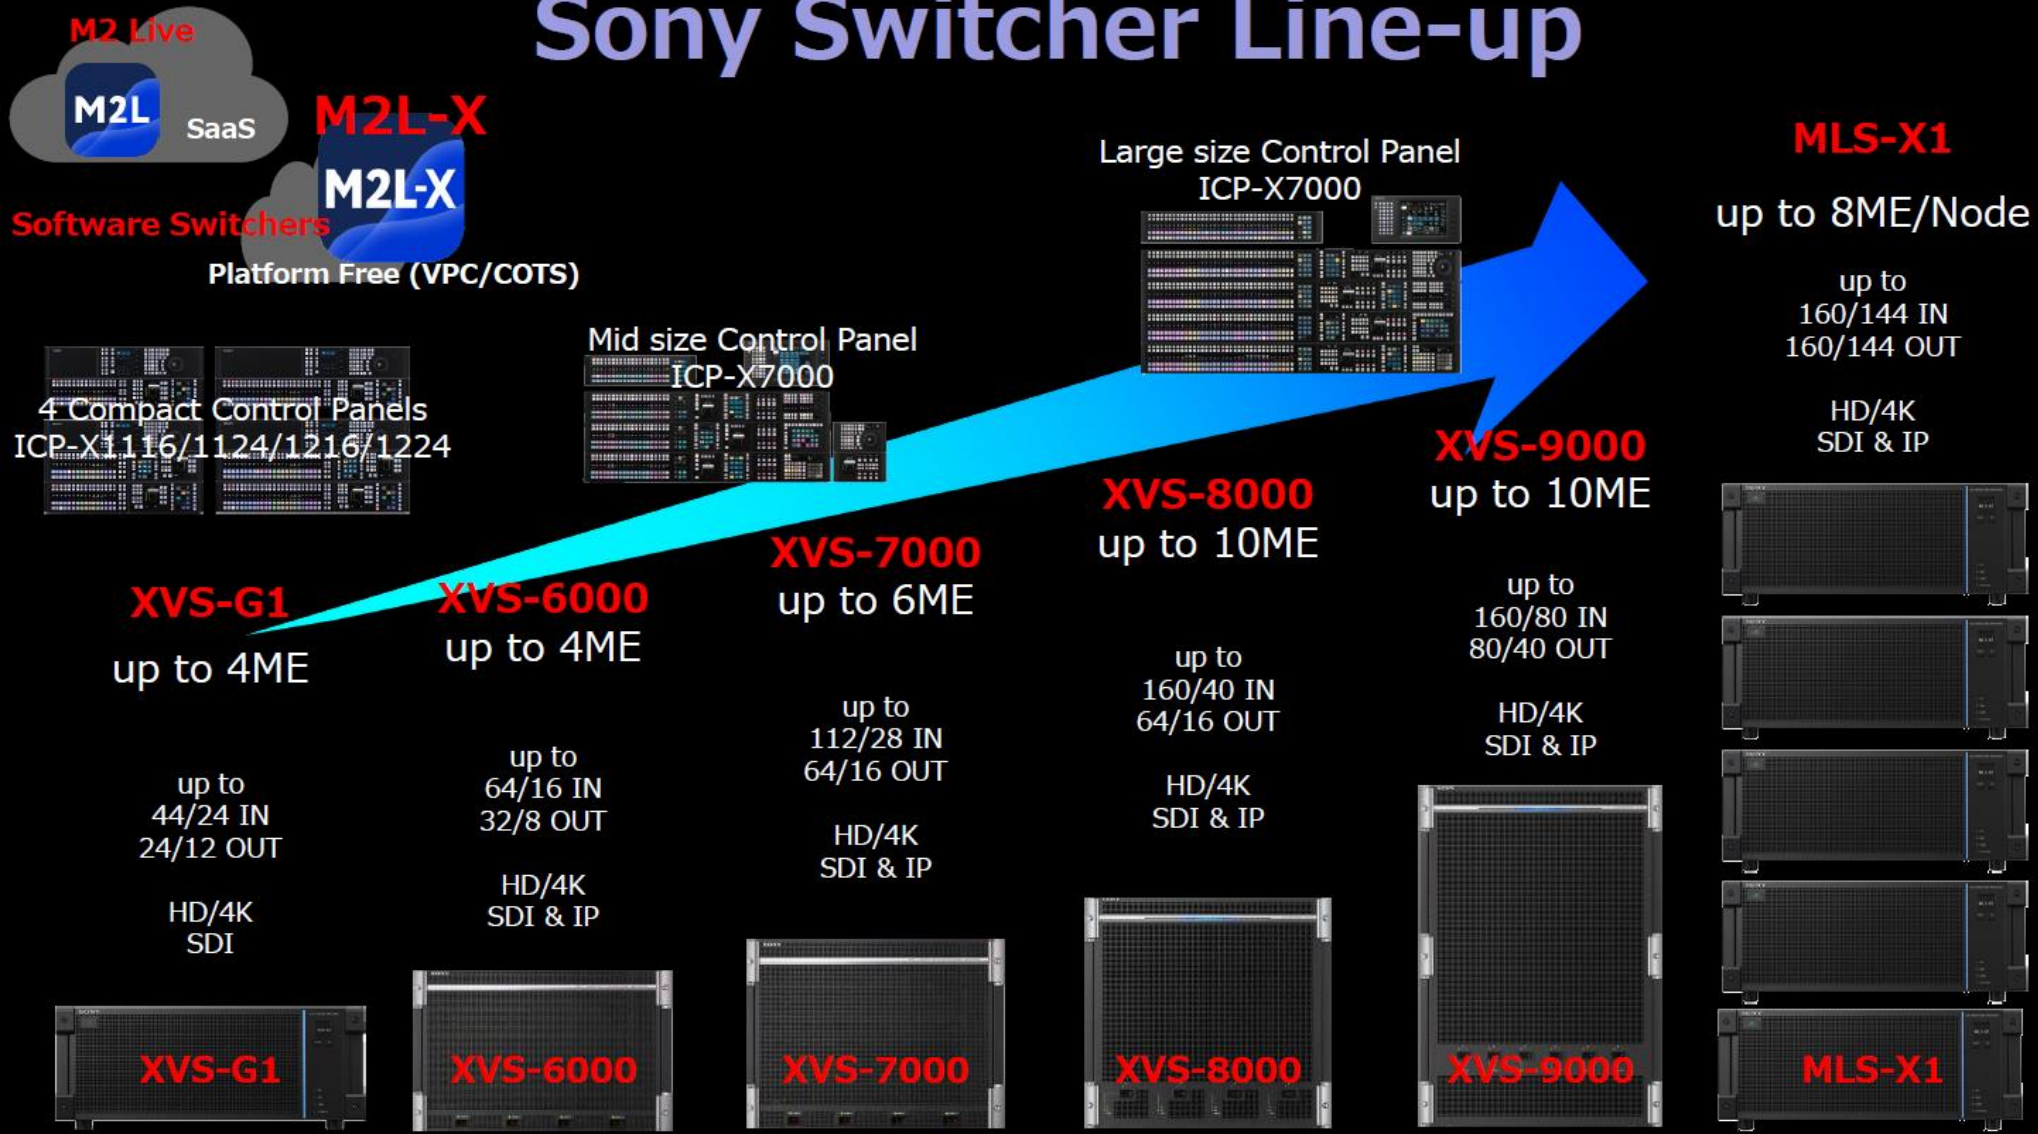 Sony Switcher Line-up
M2 Live
M2L
SaaS
M2L-X
M2L-X
Software Switchers
Platform Free (VPC/COTS)
4 Compact Control Panels
ICP-X1116/1124/1216/1224
Mid size Control Panel
ICP-X7000
Large size Control Panel
ICP-X7000
XVS-G1
up to 4ME
up to
44/24 IN
24/12 OUT
HD/4K
SDI
XVS-G1
XVS-6000
up to 4ME
up to
64/16 IN
32/8 OUT
HD/4K
SDI & IP
XVS-6000
XVS-7000
up to 6ME
up to
112/28 IN
64/16 OUT
HD/4K
SDI & IP
XVS-7000
XVS-8000
up to 10ME
up to
160/40 IN
64/16 OUT
HD/4K
SDI & IP
XVS-8000
XVS-9000
up to 10ME
up to
160/80 IN
80/40 OUT
HD/4K
SDI & IP
XVS-9000
MLS-X1
up to 8ME/Node
up to
160/144 IN
160/144 OUT
HD/4K
SDI & IP
MLS-X1